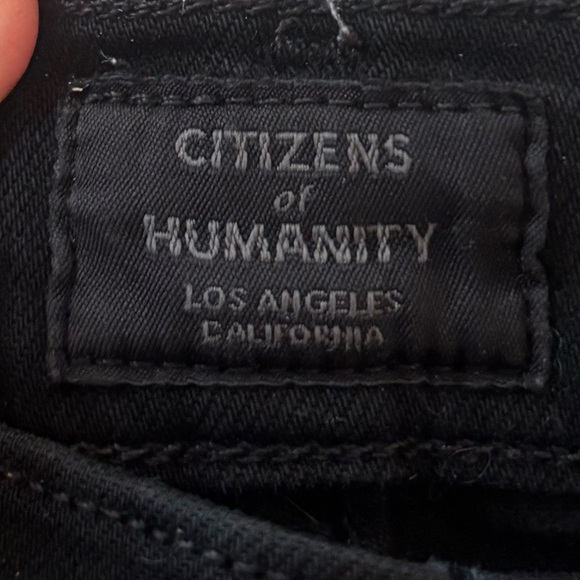 CITIZENS
of
HUMANITY
LOS ANGELES
CALIFORNIA